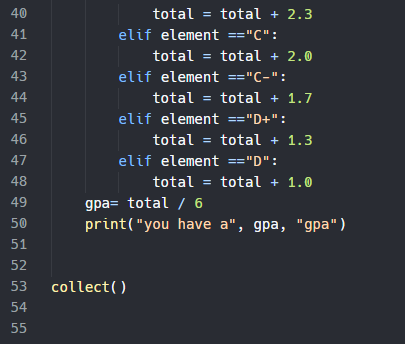 40 total = total + 2.3
41 elif element =="C":
42 total = total + 2.0
43 elif element =="C-":
44 total = total + 1.7
45 elif element =="D+":
46 total = total + 1.3
47 elif element =="D":
48 total = total + 1.0
49 gpa= total / 6
50 print("you have a", gpa, "gpa")
51
52
53 collect()
54
55